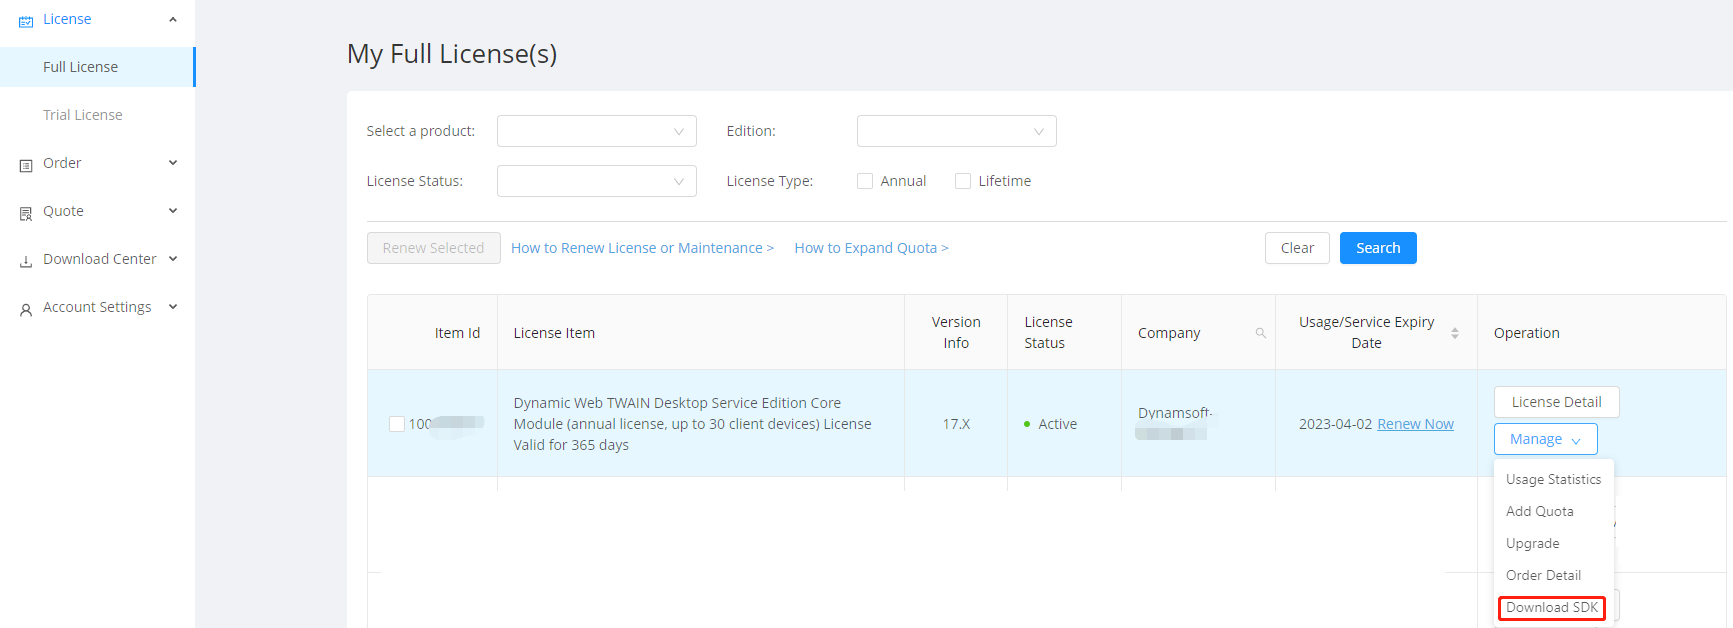 License
Full License
Trial License
Order
Quote
Download Center
Account Settings
My Full License(s)
Select a product:
Edition:
License Status:
License Type:
Annual
Lifetime
Renew Selected
How to Renew License or Maintenance >
How to Expand Quota >
Clear
Search
Item Id
License Item
Version
Info
License
Status
Company
Usage/Service Expiry
Date
Operation
100
Dynamic Web TWAIN Desktop Service Edition Core
Module (annual license, up to 30 client devices) License
Valid for 365 days
17.X
Active
Dynamsoft-
2023-04-02 Renew Now
License Detail
Manage
Usage Statistics
Add Quota
Upgrade
Order Detail
Download SDK